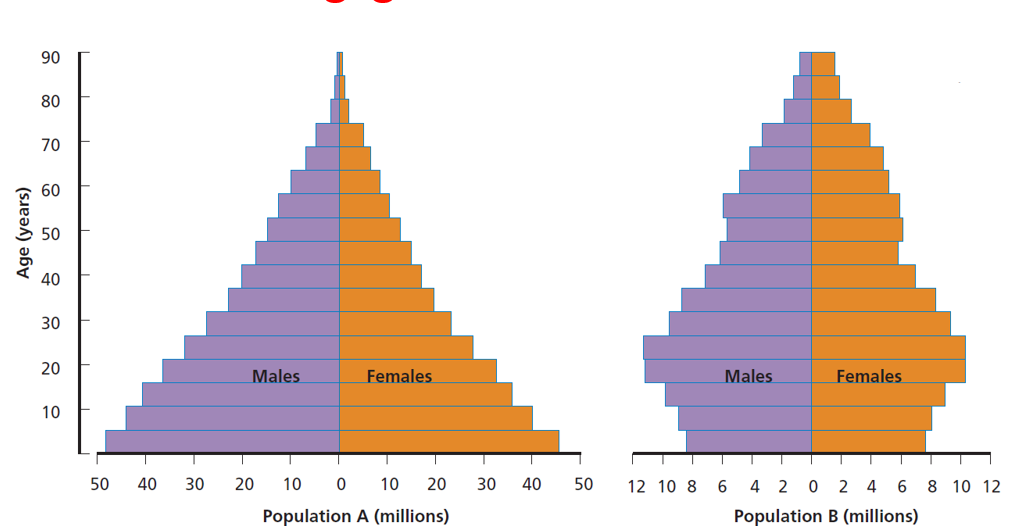 90
80
70
60
50
40
30
20
10
Age (years)
Males Females
50 40 30 20 10 0 10 20 30 40 50
Population A (millions)
Males Females
12 10 8 6 4 2 0 2 4 6 8 10 12
Population B (millions)